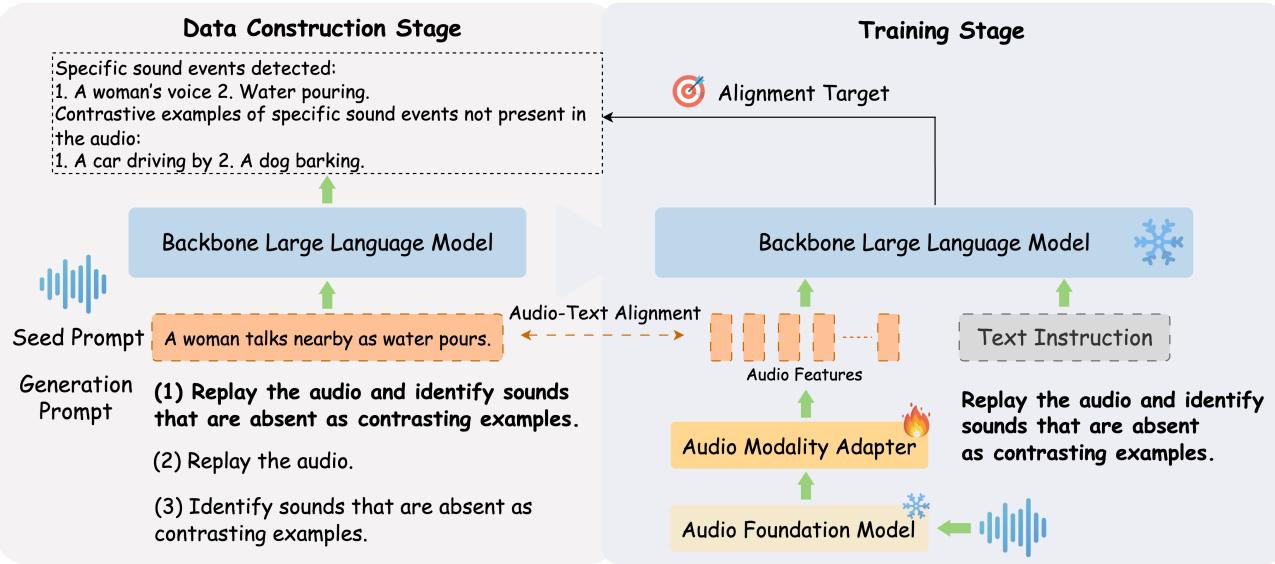 Data Construction Stage
Specific sound events detected:
1. A woman's voice 2. Water pouring.
Contrastive examples of specific sound events not present in
the audio:
1. A car driving by 2. A dog barking.
Backbone Large Language Model
Seed Prompt
A woman talks nearby as water pours.
Generation
Prompt
(1) Replay the audio and identify sounds
that are absent as contrasting examples.
(2) Replay the audio.
(3) Identify sounds that are absent as
contrasting examples.
Audio-Text Alignment
Training Stage
Alignment Target
Backbone Large Language Model
Audio Features
Text Instruction
Audio Modality Adapter
Replay the audio and identify
sounds that are absent
as contrasting examples.
Audio Foundation Model